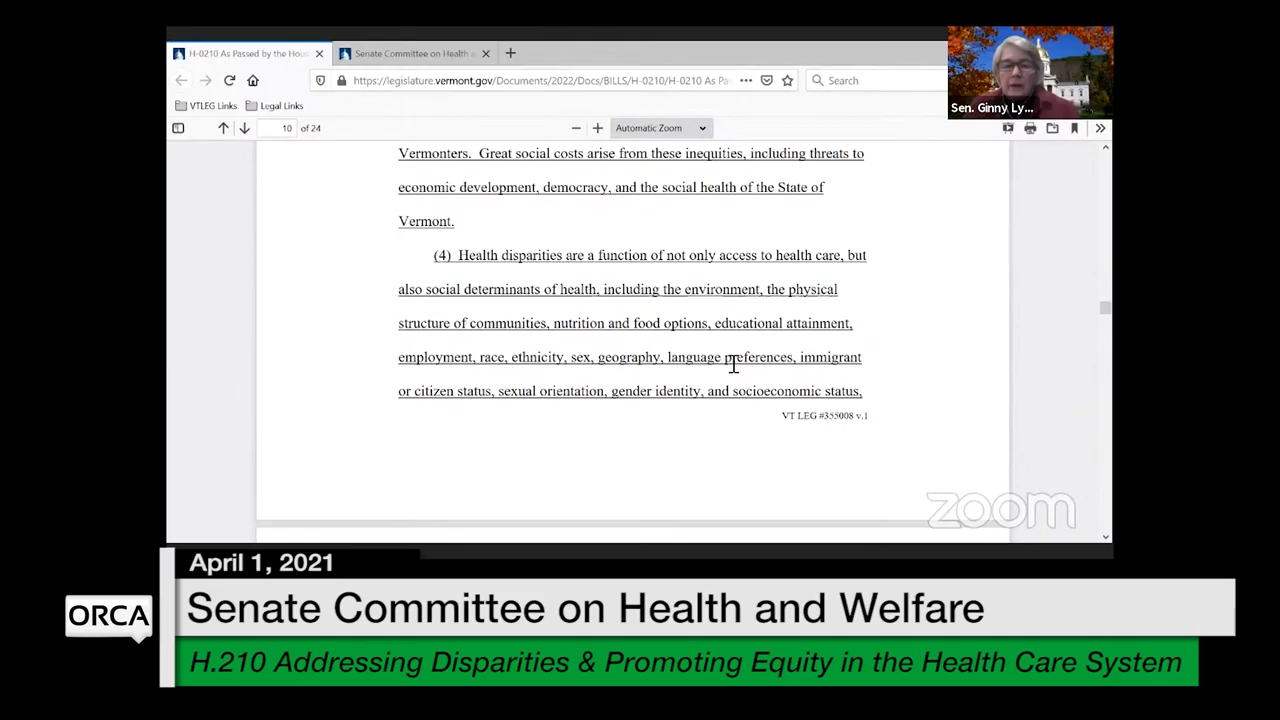 H-0210 As Passed by the Hou
Senate Committee on Health a
https://legislature.vermont.gov/Documents/2022/Docs/BILLS/H-0210/H-0210 As Pa
Search
VTLEG Links
Legal Links
10 of 24
Automatic Zoom
Sen. Ginny Ly...
Vermonters. Great social costs arise from these inequities, including threats to
economic development, democracy, and the social health of the State of
Vermont.
(4) Health disparities are a function of not only access to health care, but
also social determinants of health, including the environment, the physical
structure of communities, nutrition and food options, educational attainment,
employment, race, ethnicity, sex, geography, language preferences, immigrant
or citizen status, sexual orientation, gender identity, and socioeconomic status,
VT LEG #355008 v.1
zoom
April 1, 2021
ORCA
Senate Committee on Health and Welfare
H.210 Addressing Disparities & Promoting Equity in the Health Care System